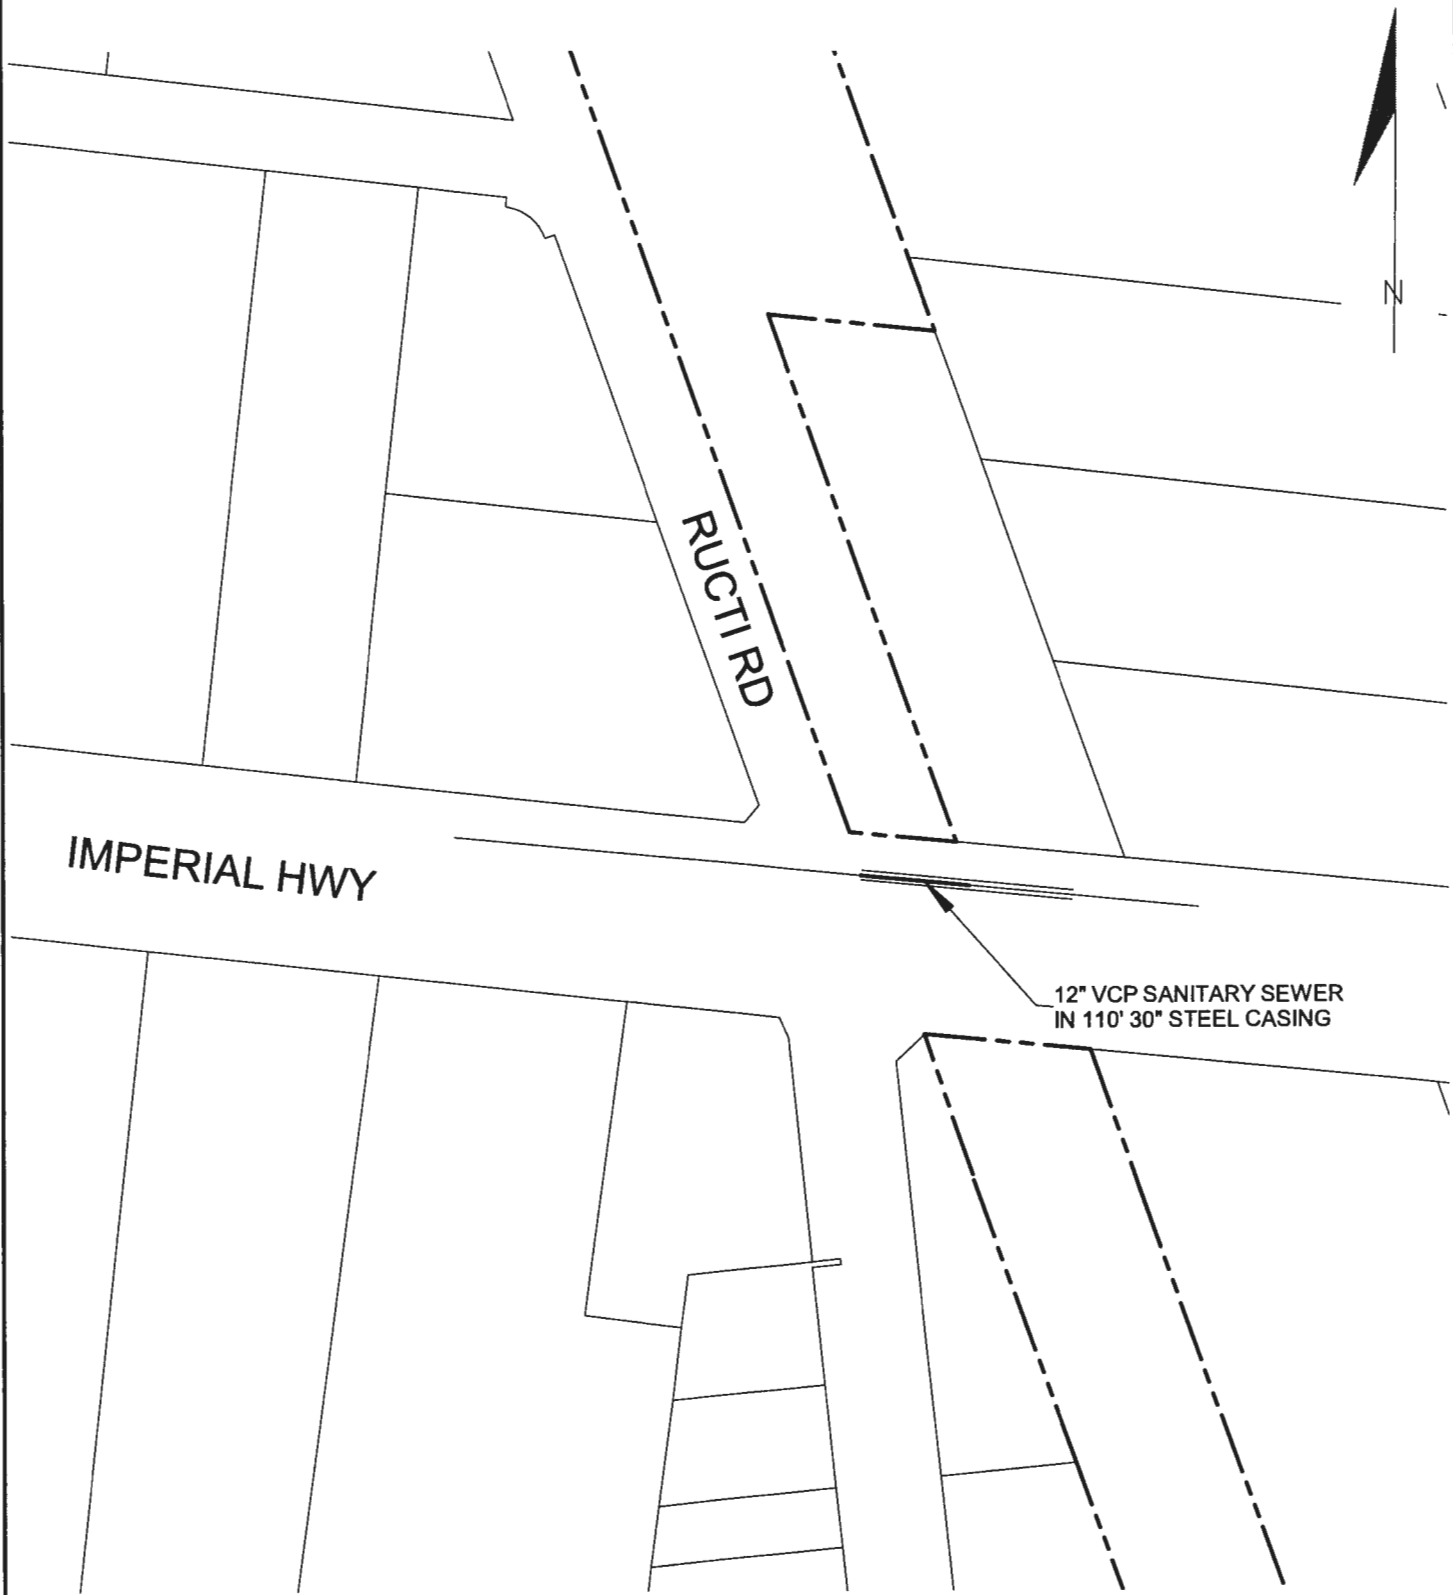 N
RUCTI RD
IMPERIAL HWY
12" VCP SANITARY SEWER
IN 110' 30" STEEL CASING